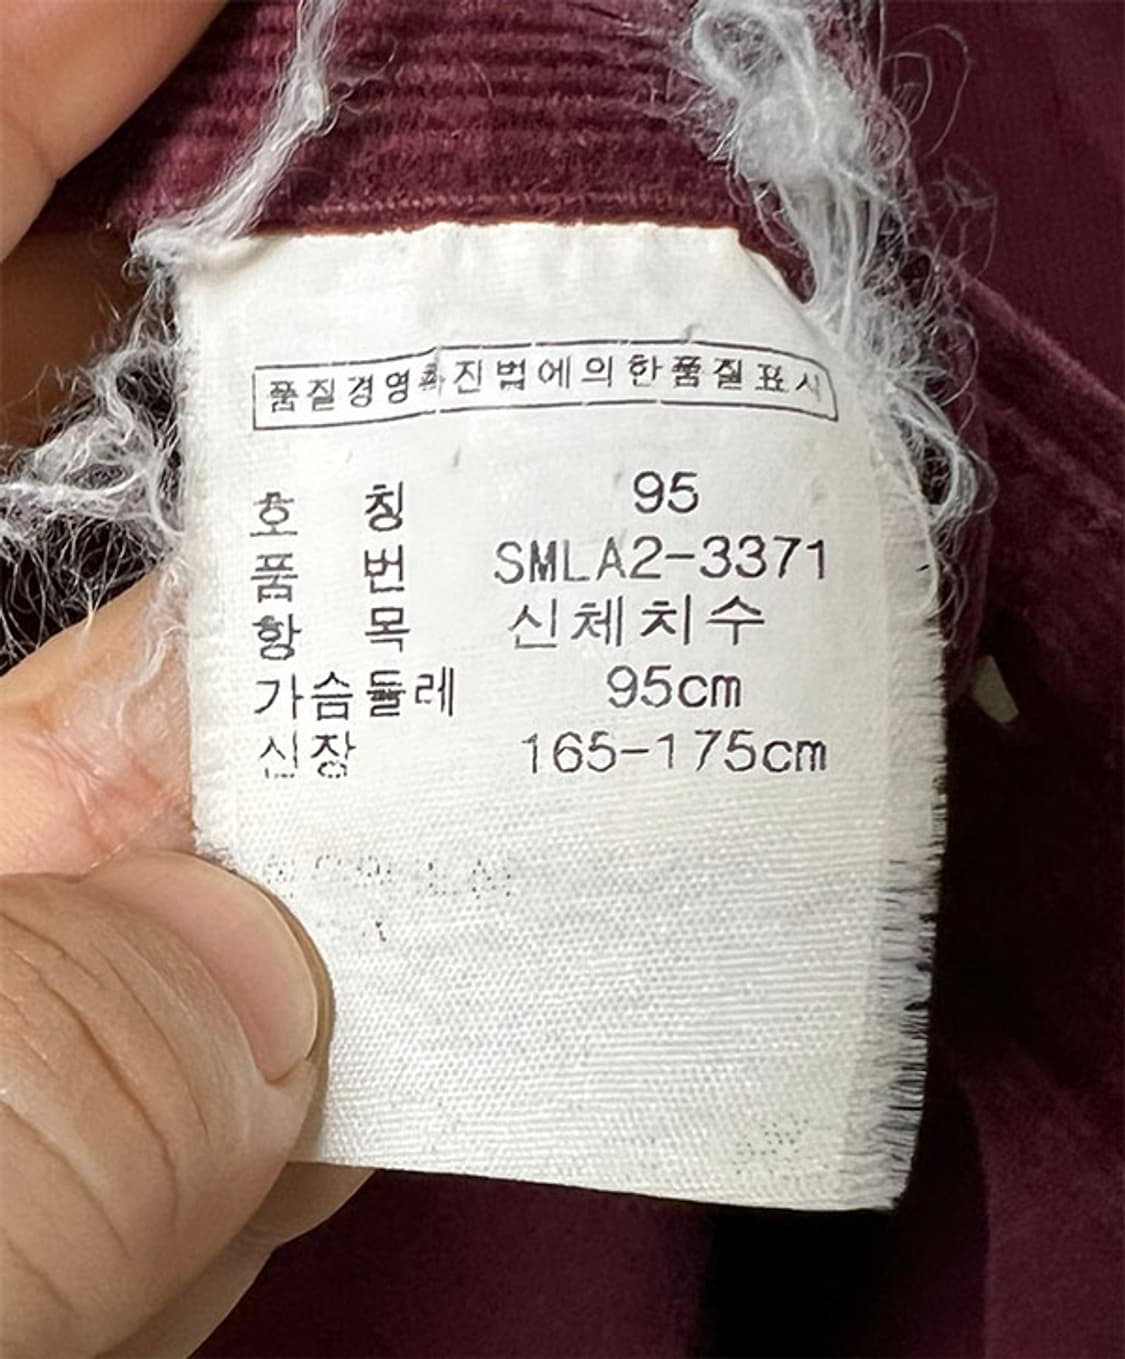 품질경영촉진법에의한품질표시
호 칭 95
품 번 SMLA2-3371
항 목 신체치수
가슴둘레 95cm
신장 165-175cm